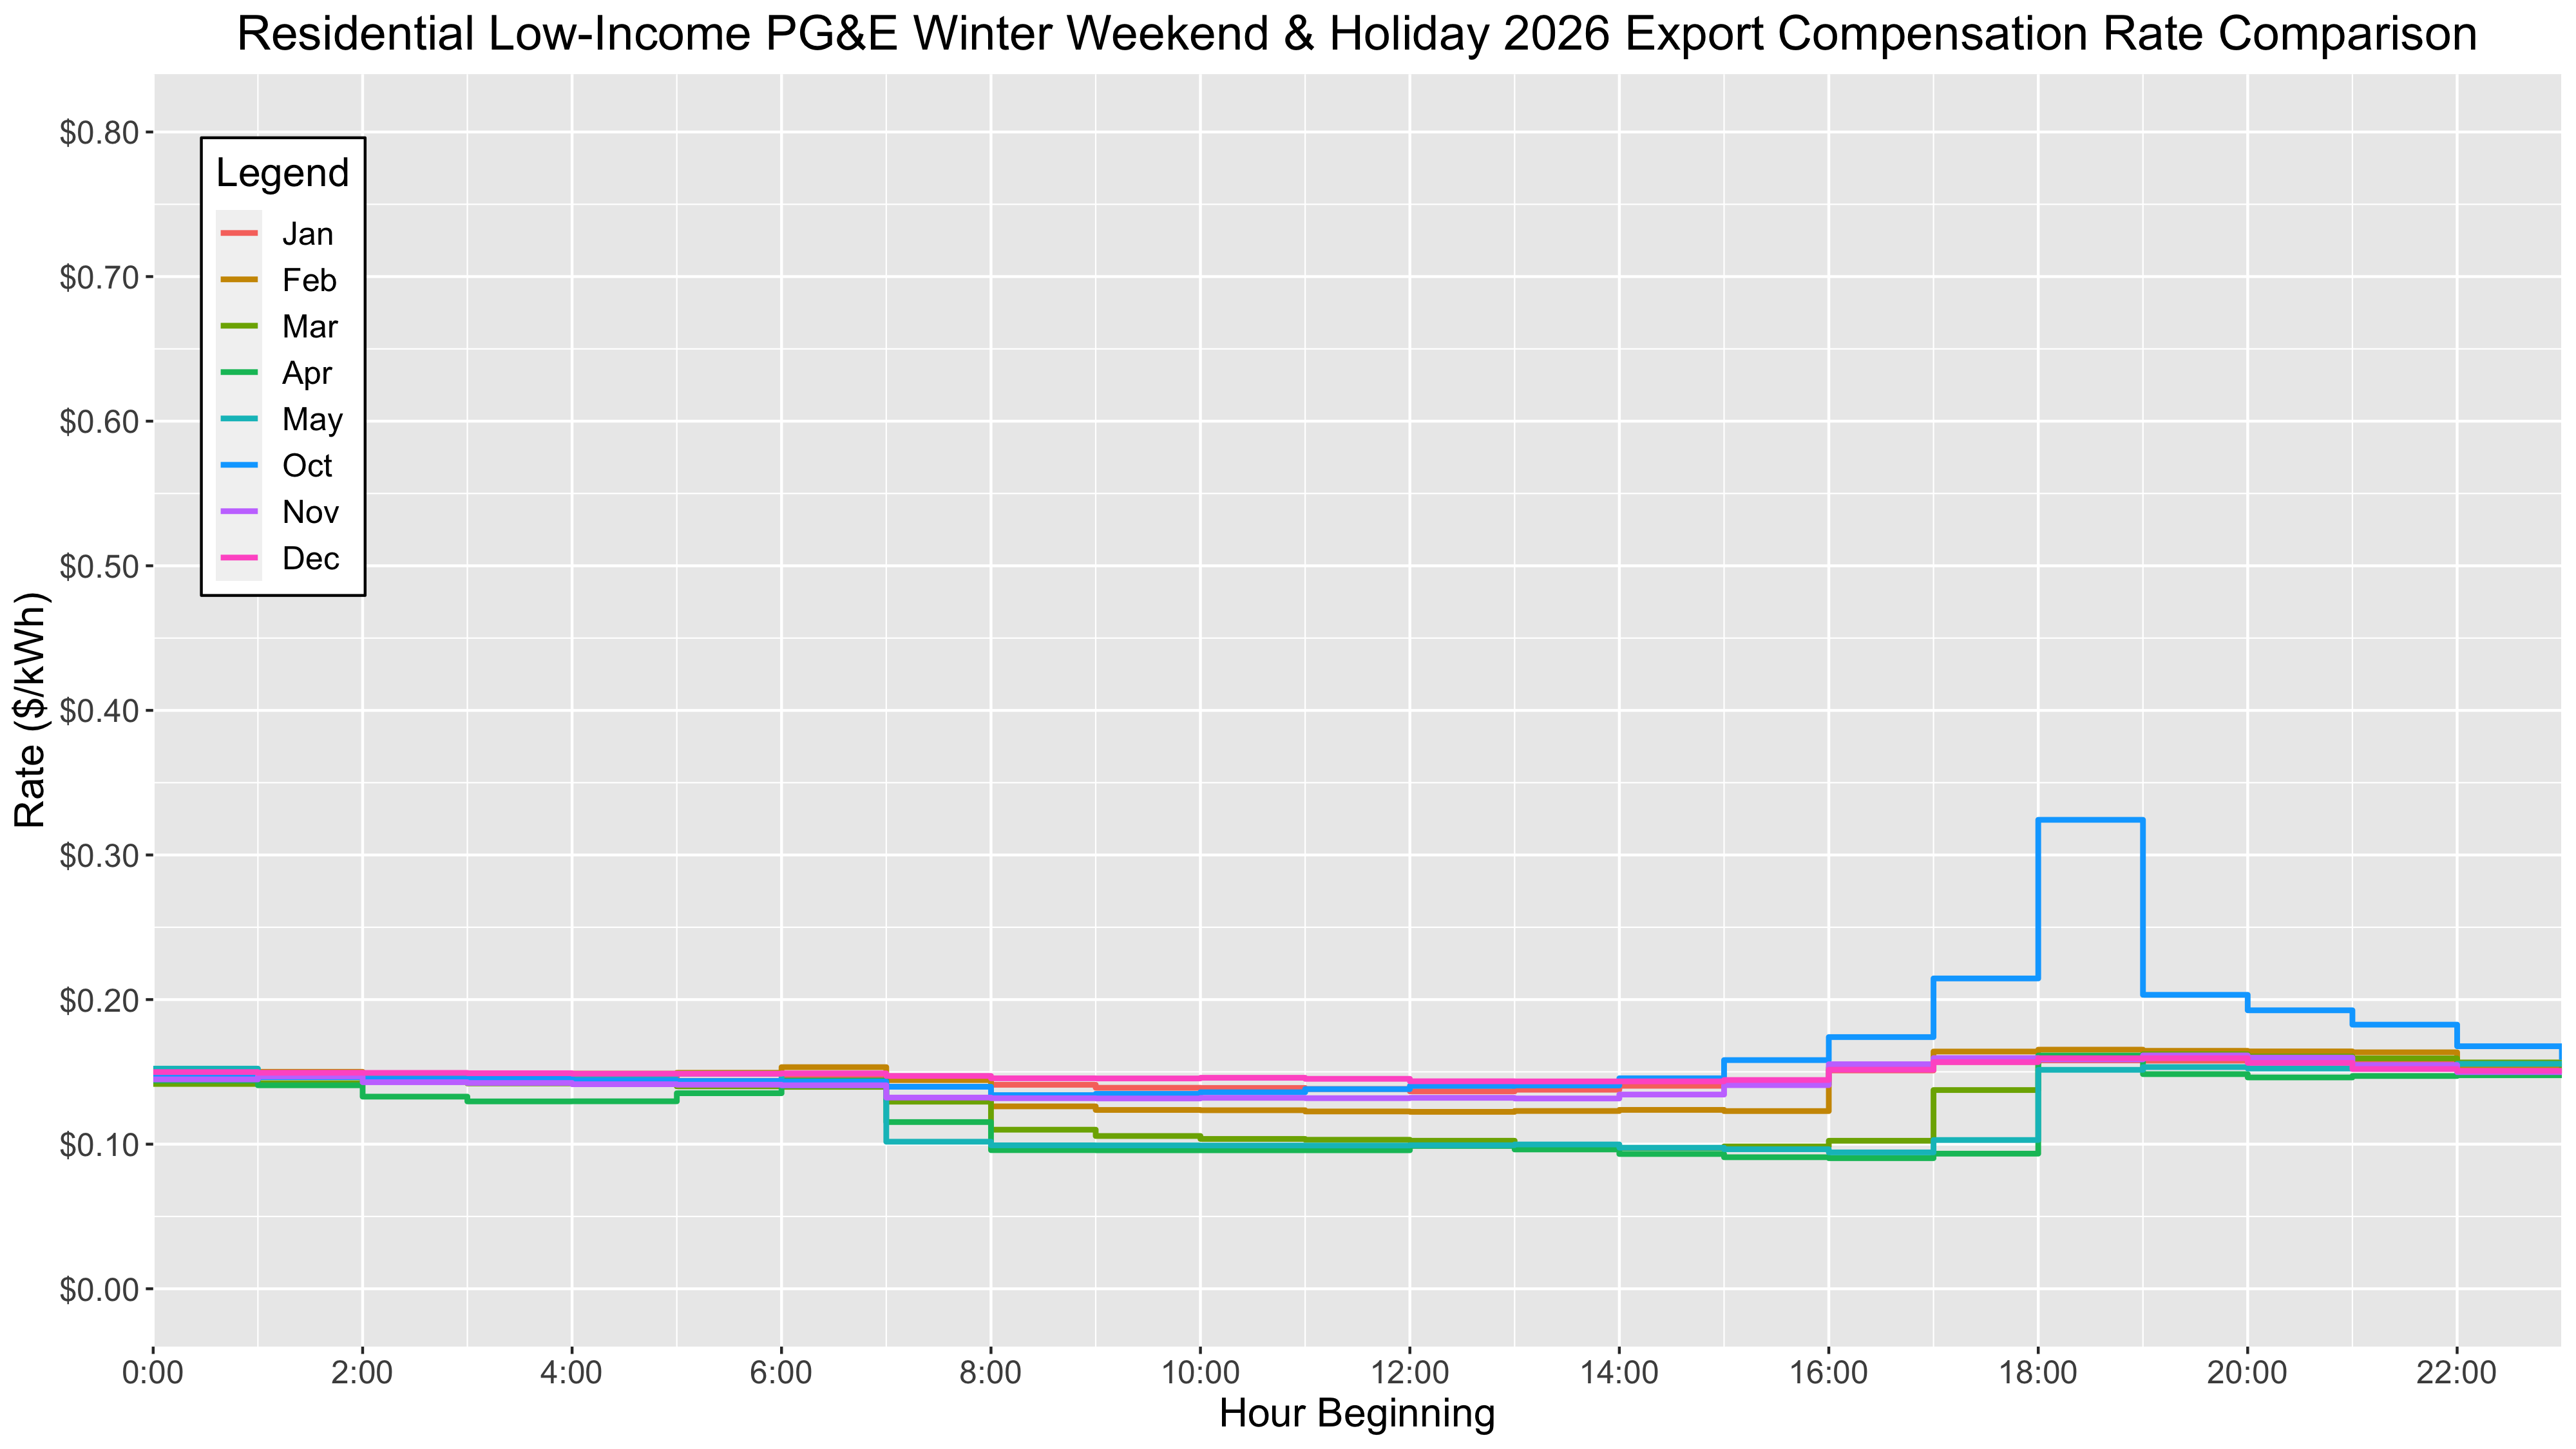 Residential Low-Income PG&E Winter Weekend & Holiday 2026 Export Compensation Rate Comparison
$0.80
$0.70
$0.60
$0.50
$0.40
$0.30
$0.20
$0.10
$0.00
Rate ($/kWh)
Legend
Jan
Feb
Mar
Apr
May
Oct
Nov
Dec
0:00 2:00 4:00 6:00 8:00 10:00 12:00 14:00 16:00 18:00 20:00 22:00
Hour Beginning